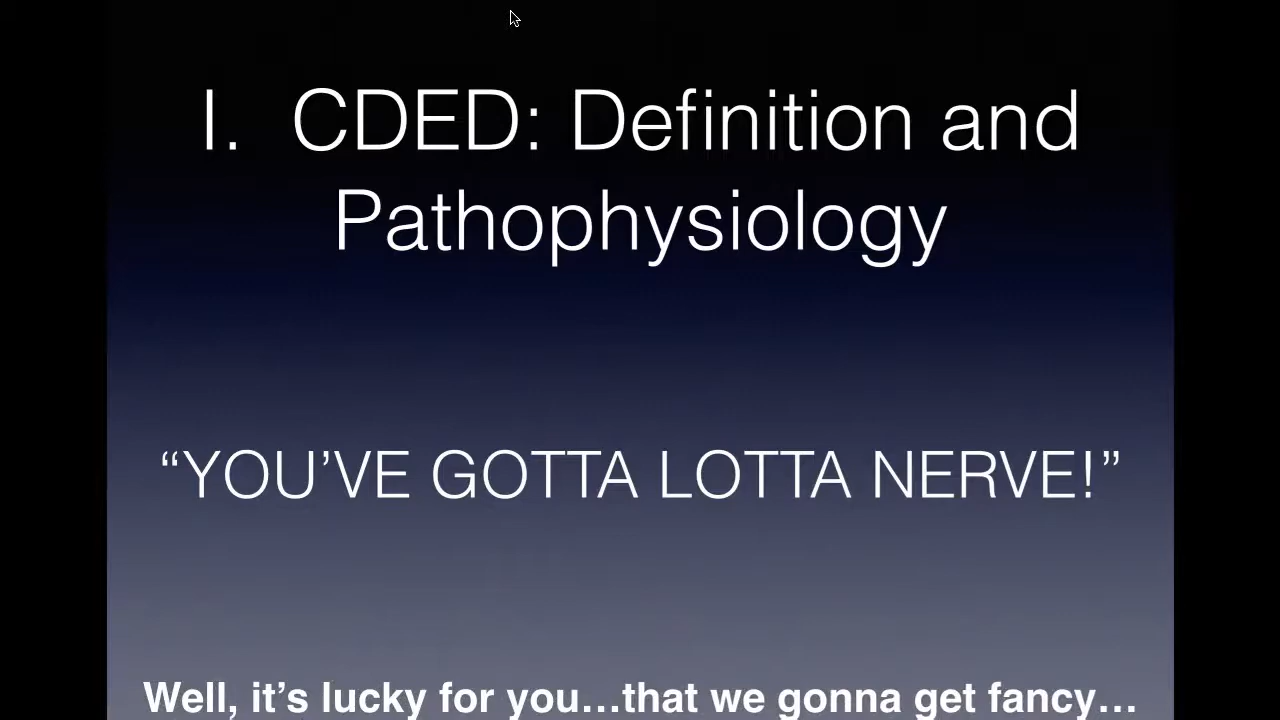 I. CDED: Definition and
Pathophysiology
“YOU’VE GOTTA LOTTA NERVE!”
Well, it’s lucky for you...that we gonna get fancy...